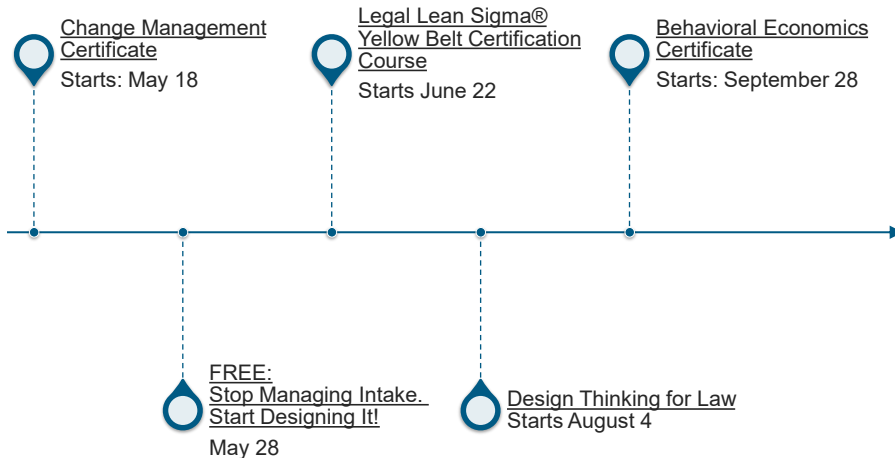 Change Management
Certificate
Starts: May 18
Legal Lean Sigma®
Yellow Belt Certification
Course
Starts June 22
Behavioral Economics
Certificate
Starts: September 28
FREE:
Stop Managing Intake.
Start Designing It!
May 28
Design Thinking for Law
Starts August 4